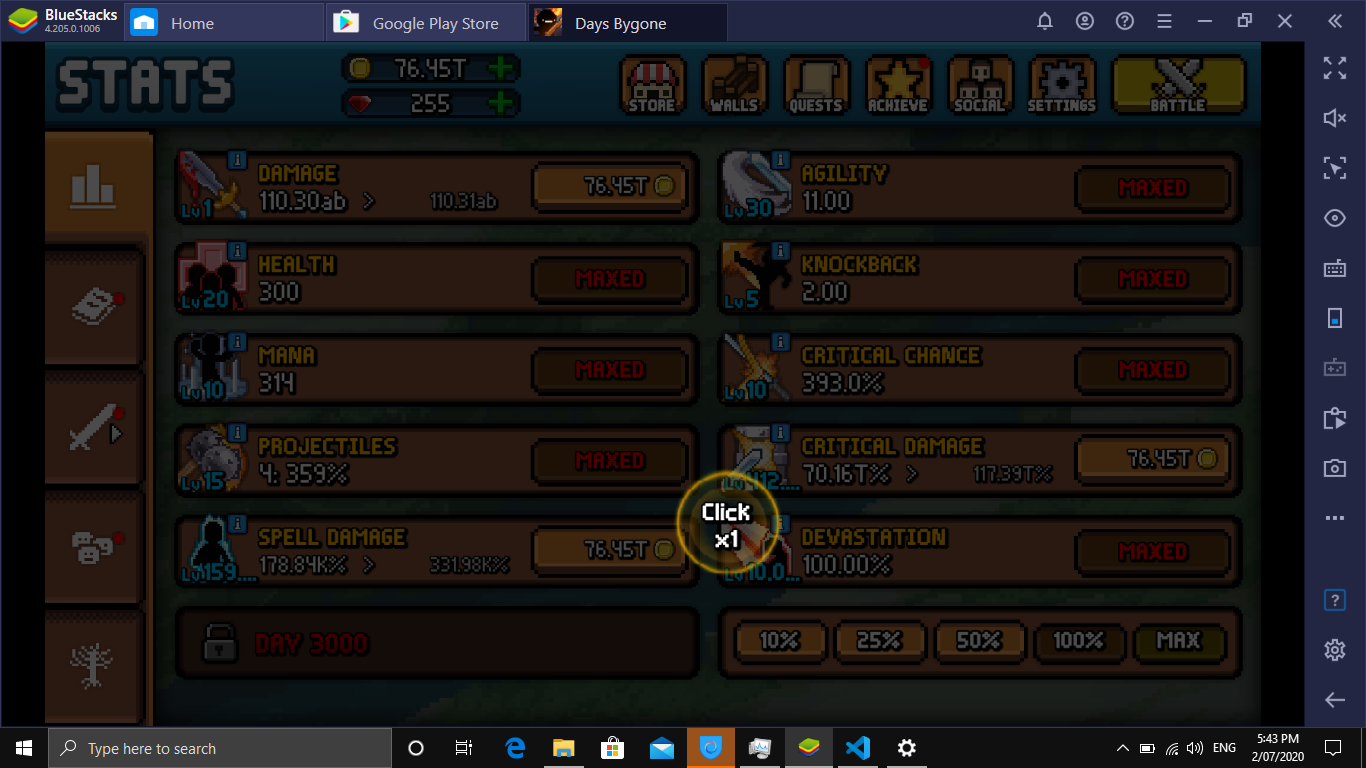 BlueStacks
4.205.0.1006
Home
Google Play Store
Days Bygone
STATS
76.45T
255
STORE
WALLS
QUESTS
ACHIEVE
SOCIAL
SETTINGS
BATTLE
DAMAGE
Lv1
110.30ab > 110.31ab
76.45T
AGILITY
Lv30
11.00
MAXED
HEALTH
Lv20
300
MAXED
KNOCKBACK
Lv5
2.00
MAXED
MANA
Lv10
314
MAXED
CRITICAL CHANCE
Lv10
393.0%
MAXED
PROJECTILES
Lv15
4: 359%
MAXED
CRITICAL DAMAGE
70.16T% > 117.39T%
76.45T
SPELL DAMAGE
Lv159....
178.84K% > 331.98K%
76.45T
Click
x1
DEVASTATION
Lv10.0...
100.00%
MAXED
DAY 3000
10%
25%
50%
100%
MAX
Type here to search
ENG
5:43 PM
2/07/2020